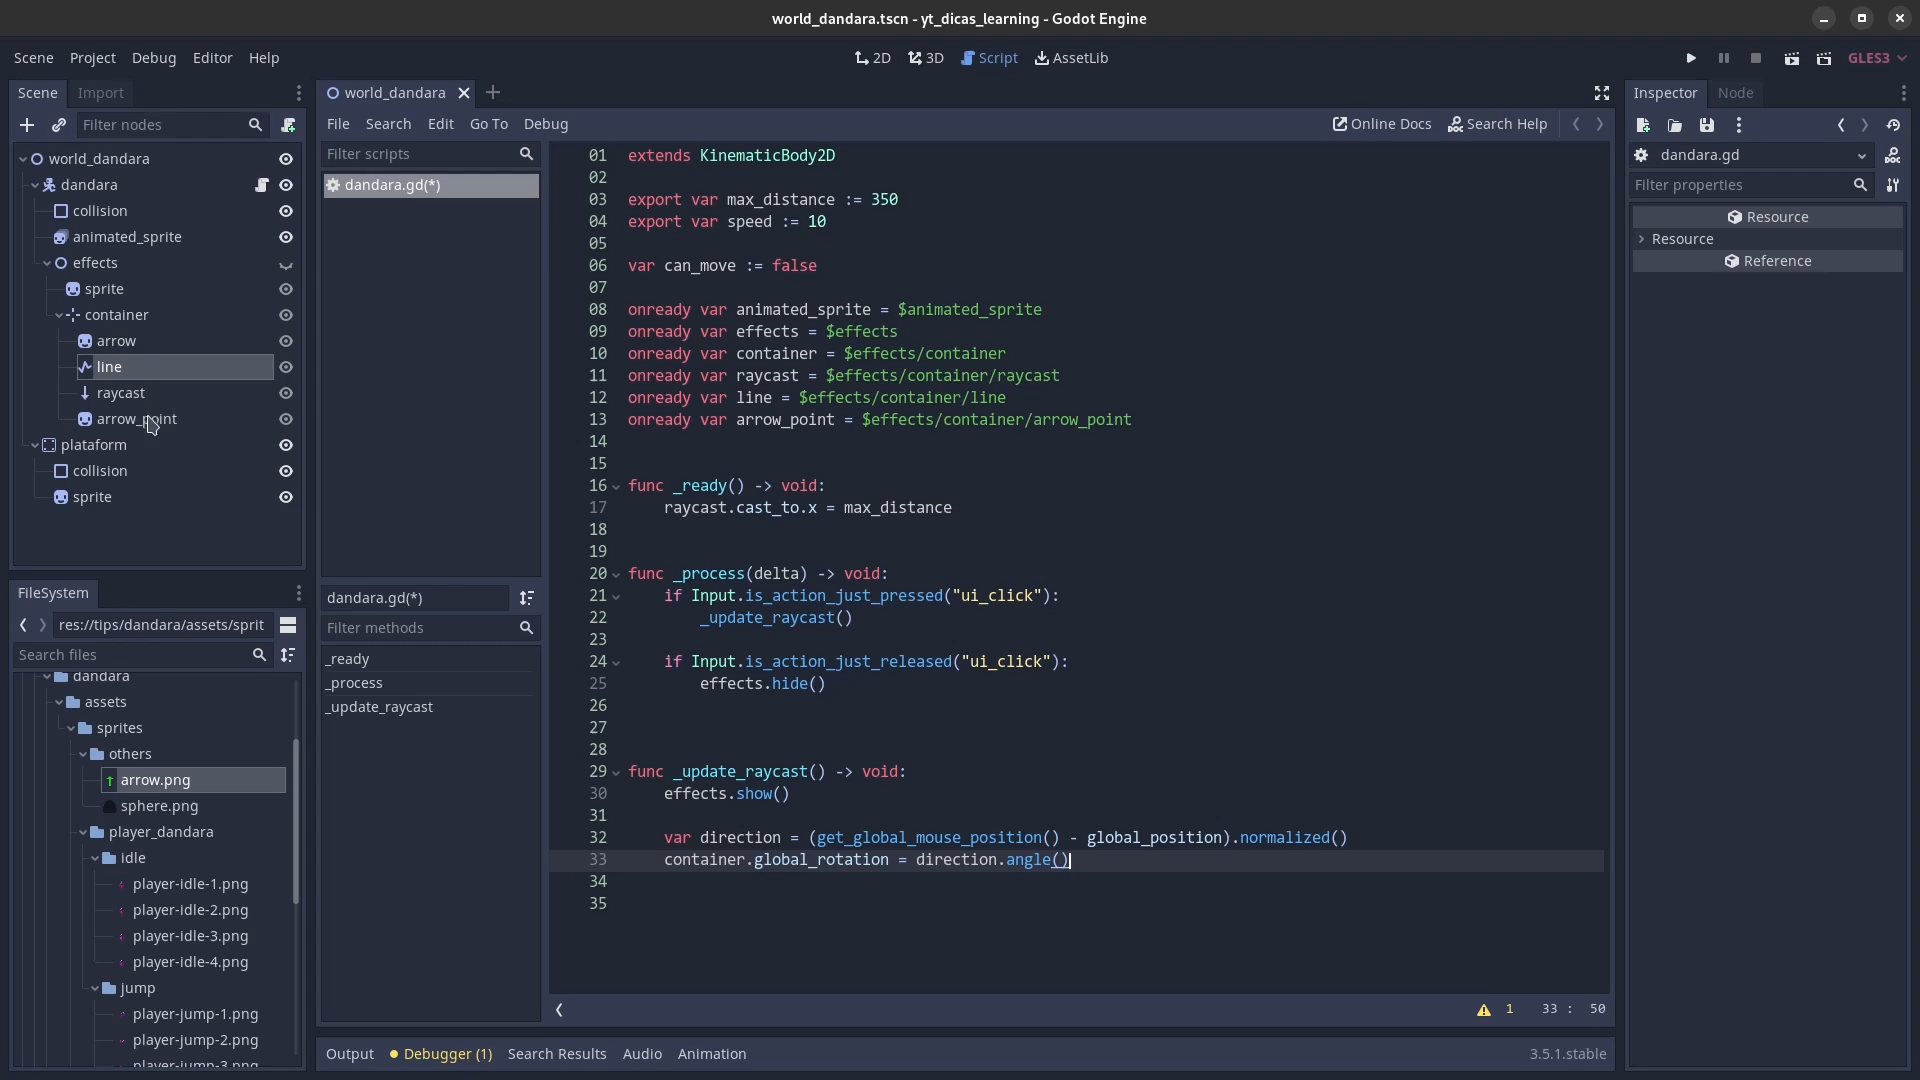 world_dandara.tscn - yt_dicas_learning - Godot Engine
Scene Project Debug Editor Help
2D 3D Script AssetLib
GLES3
Scene Import
Filter nodes
world_dandara
dandara
collision
animated_sprite
effects
sprite
container
arrow
line
raycast
arrow_point
plataform
collision
sprite
FileSystem
res://tips/dandara/assets/sprit
Search files
dandara
assets
sprites
others
arrow.png
sphere.png
player_dandara
idle
player-idle-1.png
player-idle-2.png
player-idle-3.png
player-idle-4.png
jump
player-jump-1.png
player-jump-2.png
player-jump-3.png
world_dandara
File Search Edit Go To Debug
Online Docs Search Help
Filter scripts
dandara.gd(*)
dandara.gd(*)
Filter methods
_ready
_process
_update_raycast
01 extends KinematicBody2D
02
03 export var max_distance := 350
04 export var speed := 10
05
06 var can_move := false
07
08 onready var animated_sprite = $animated_sprite
09 onready var effects = $effects
10 onready var container = $effects/container
11 onready var raycast = $effects/container/raycast
12 onready var line = $effects/container/line
13 onready var arrow_point = $effects/container/arrow_point
14
15
16 func _ready() -> void:
17 raycast.cast_to.x = max_distance
18
19
20 func _process(delta) -> void:
21 if Input.is_action_just_pressed("ui_click"):
22 _update_raycast()
23
24 if Input.is_action_just_released("ui_click"):
25 effects.hide()
26
27
28
29 func _update_raycast() -> void:
30 effects.show()
31
32 var direction = (get_global_mouse_position() - global_position).normalized()
33 container.global_rotation = direction.angle()
34
35
1 33 : 50
Output Debugger (1) Search Results Audio Animation
3.5.1.stable
Inspector Node
dandara.gd
Filter properties
Resource
Resource
Reference